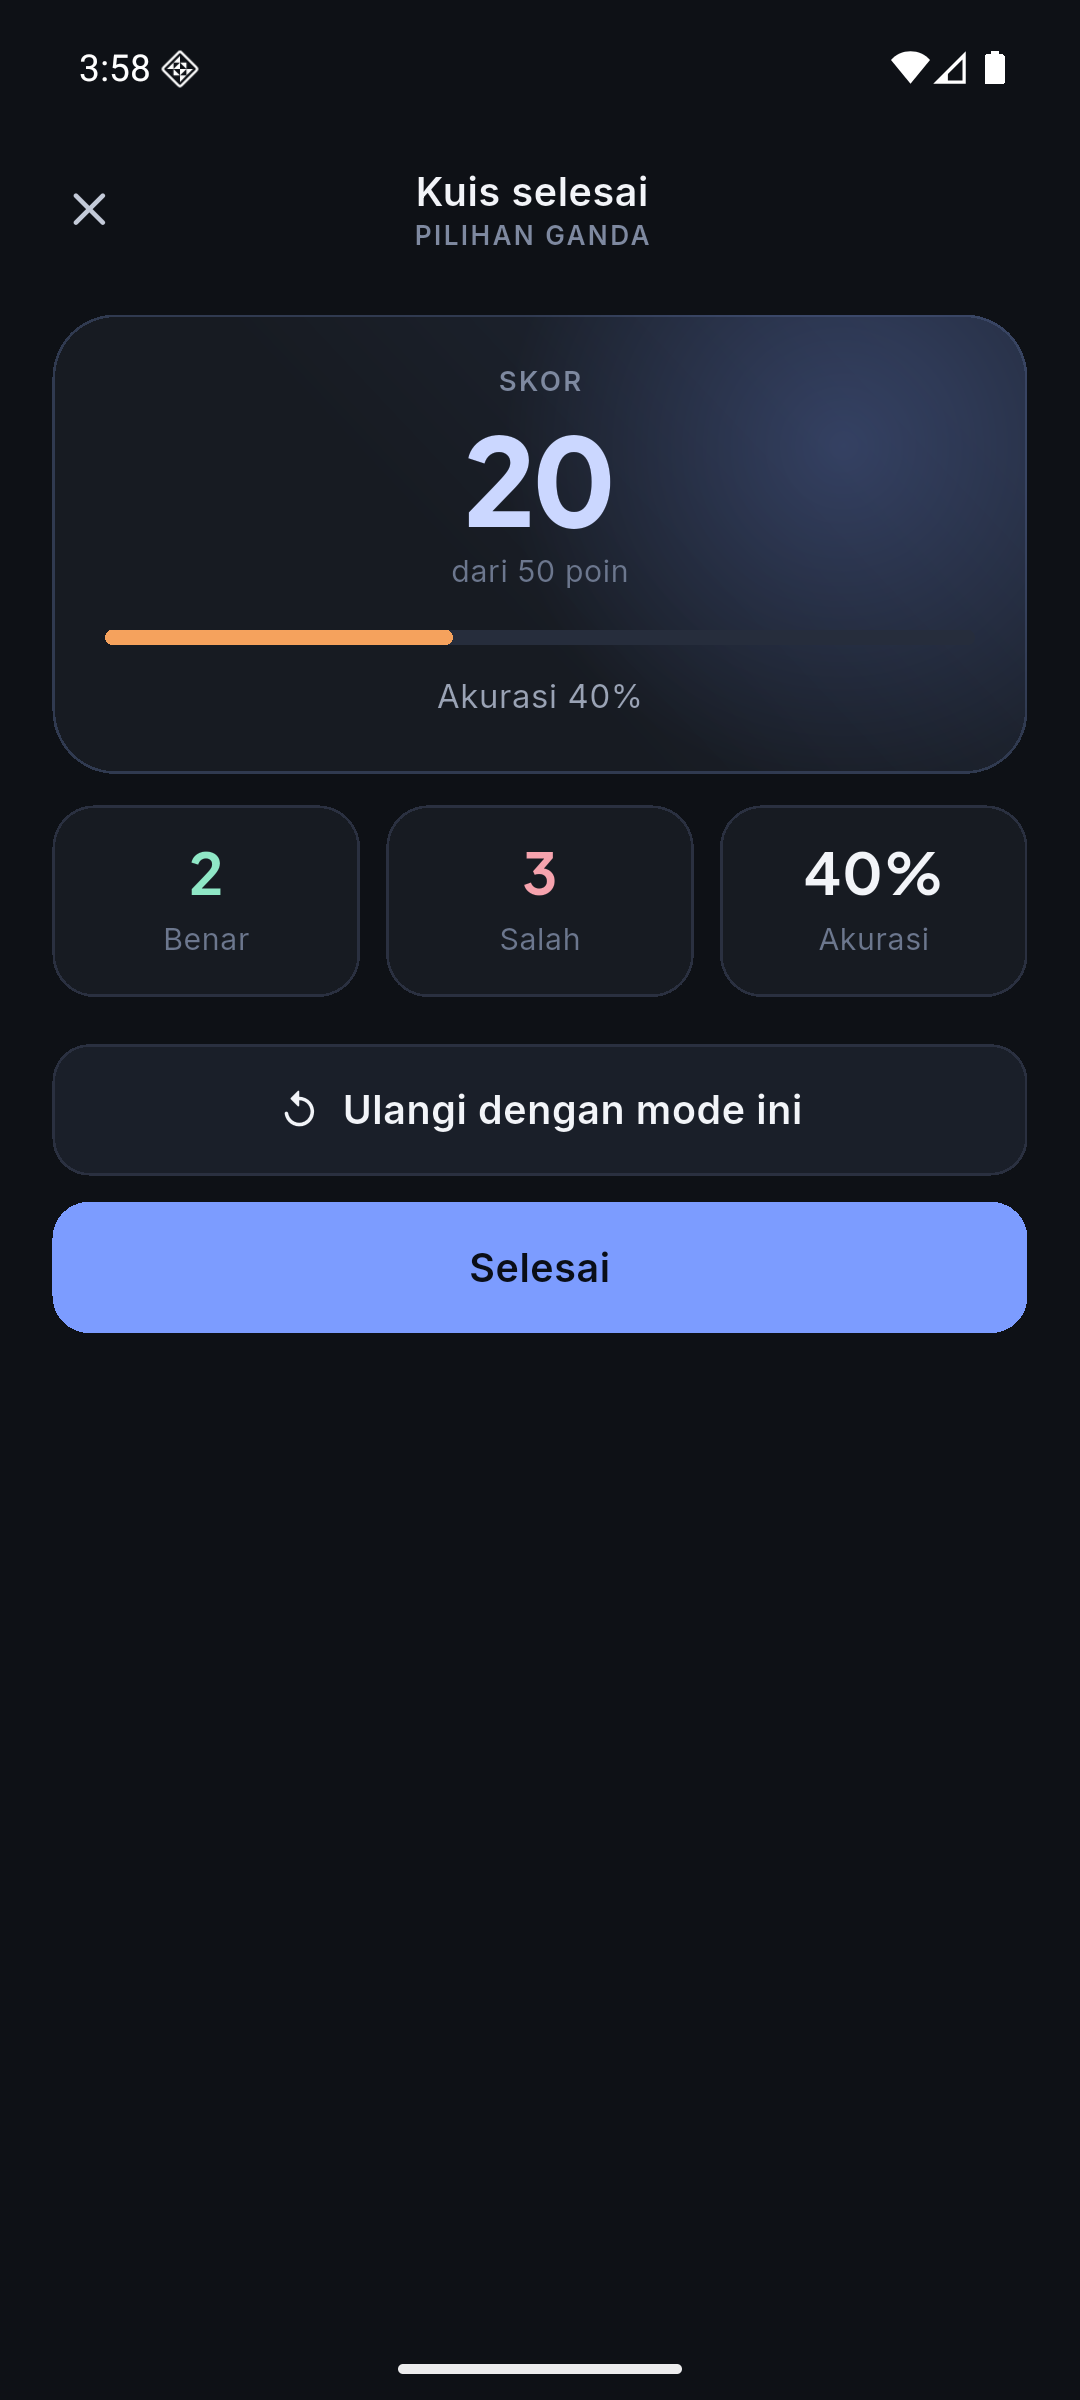 3:58
Kuis selesai
PILIHAN GANDA
SKOR
20
dari 50 poin
Akurasi 40%
2
Benar
3
Salah
40%
Akurasi
Ulangi dengan mode ini
Selesai